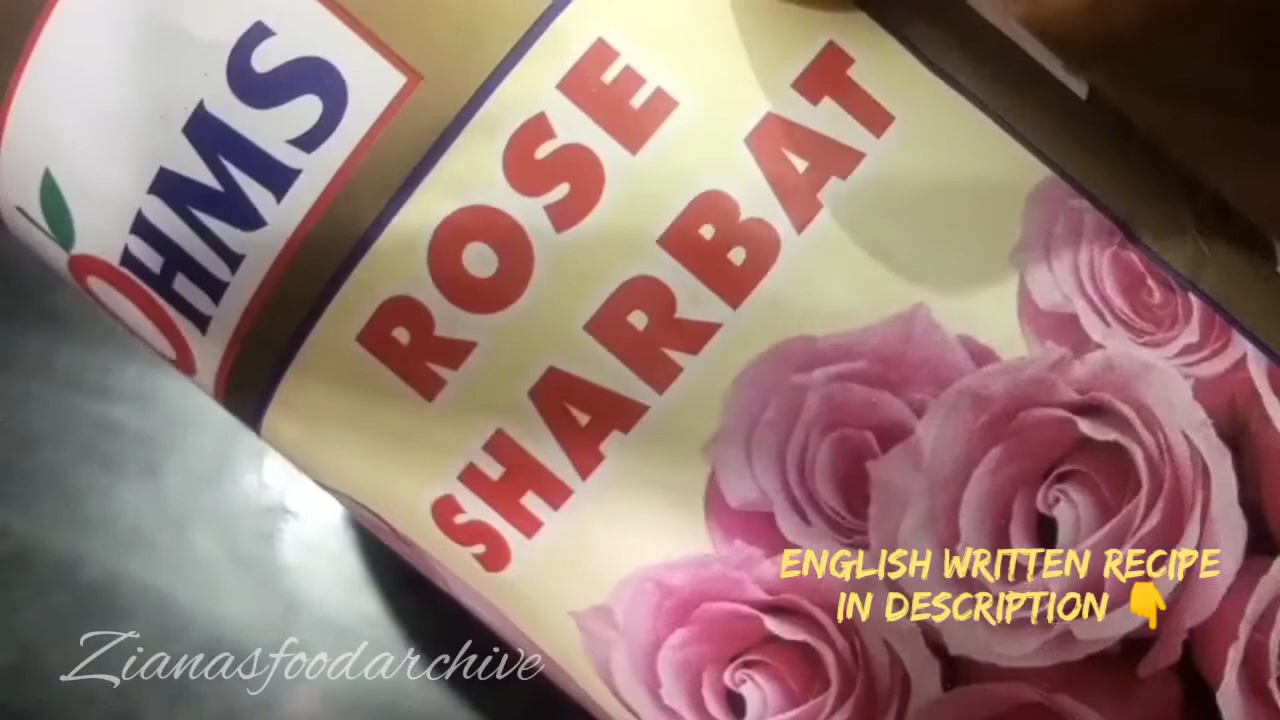 OHMS
ROSE
SHARBAT
ENGLISH WRITTEN RECIPE
IN DESCRIPTION 👇
Zianasfoodarchive